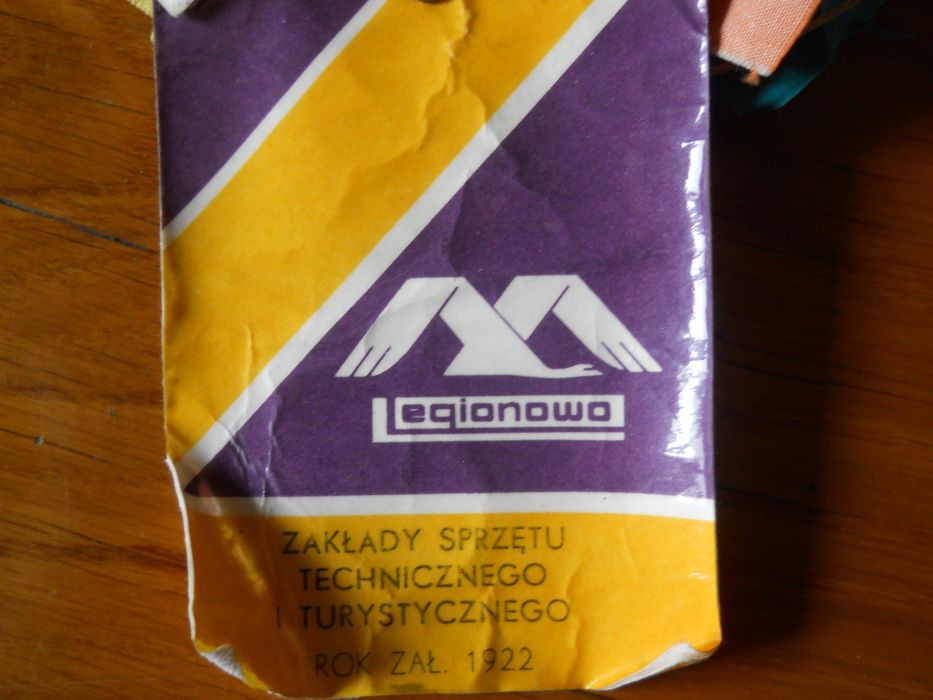 Legionowo
ZAKŁADY SPRZĘTU
TECHNICZNEGO
I TURYSTYCZNEGO
ROK ZAŁ. 1922